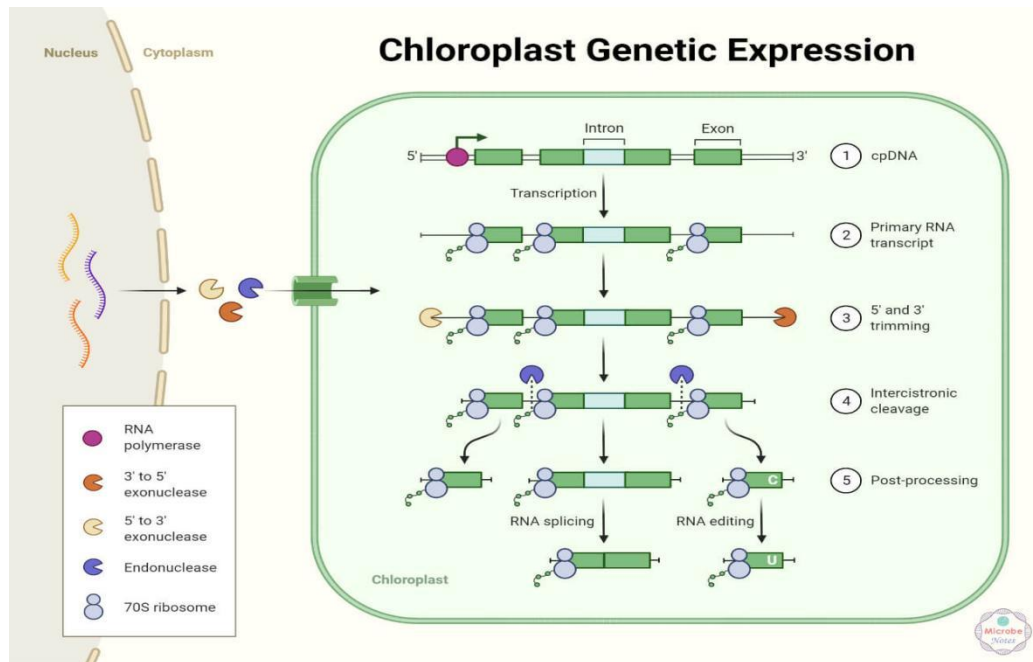 Chloroplast Genetic Expression
Nucleus
Cytoplasm
Intron
Exon
5'
3'
1
cpDNA
Transcription
2
Primary RNA
transcript
3
5' and 3'
trimming
4
Intercistronic
cleavage
C
5
Post-processing
RNA splicing
RNA editing
U
Chloroplast
RNA
polymerase
3' to 5'
exonuclease
5' to 3'
exonuclease
Endonuclease
70S ribosome
Microbe
Notes